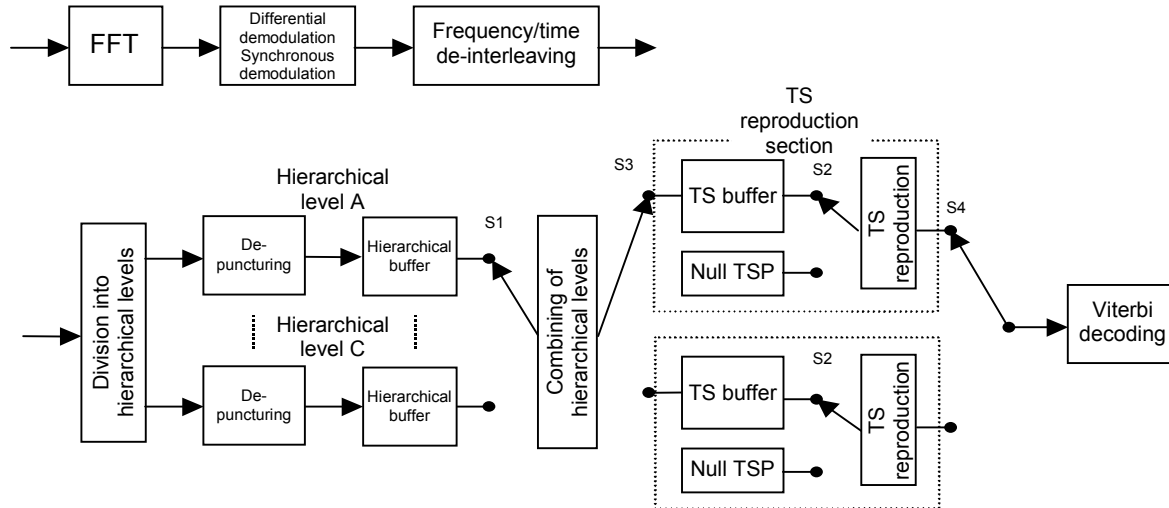 FFT
Differential
demodulation
Synchronous
demodulation
Frequency/time
de-interleaving
TS
reproduction
section
S3
TS buffer
S2
TS
reproduction
S4
Null TSP
Hierarchical
level A
S1
Division into
hierarchical levels
De-
puncturing
Hierarchical
buffer
Combining of
hierarchical levels
Hierarchical
level C
De-
puncturing
Hierarchical
buffer
Viterbi
decoding
TS buffer
S2
TS
reproduction
Null TSP